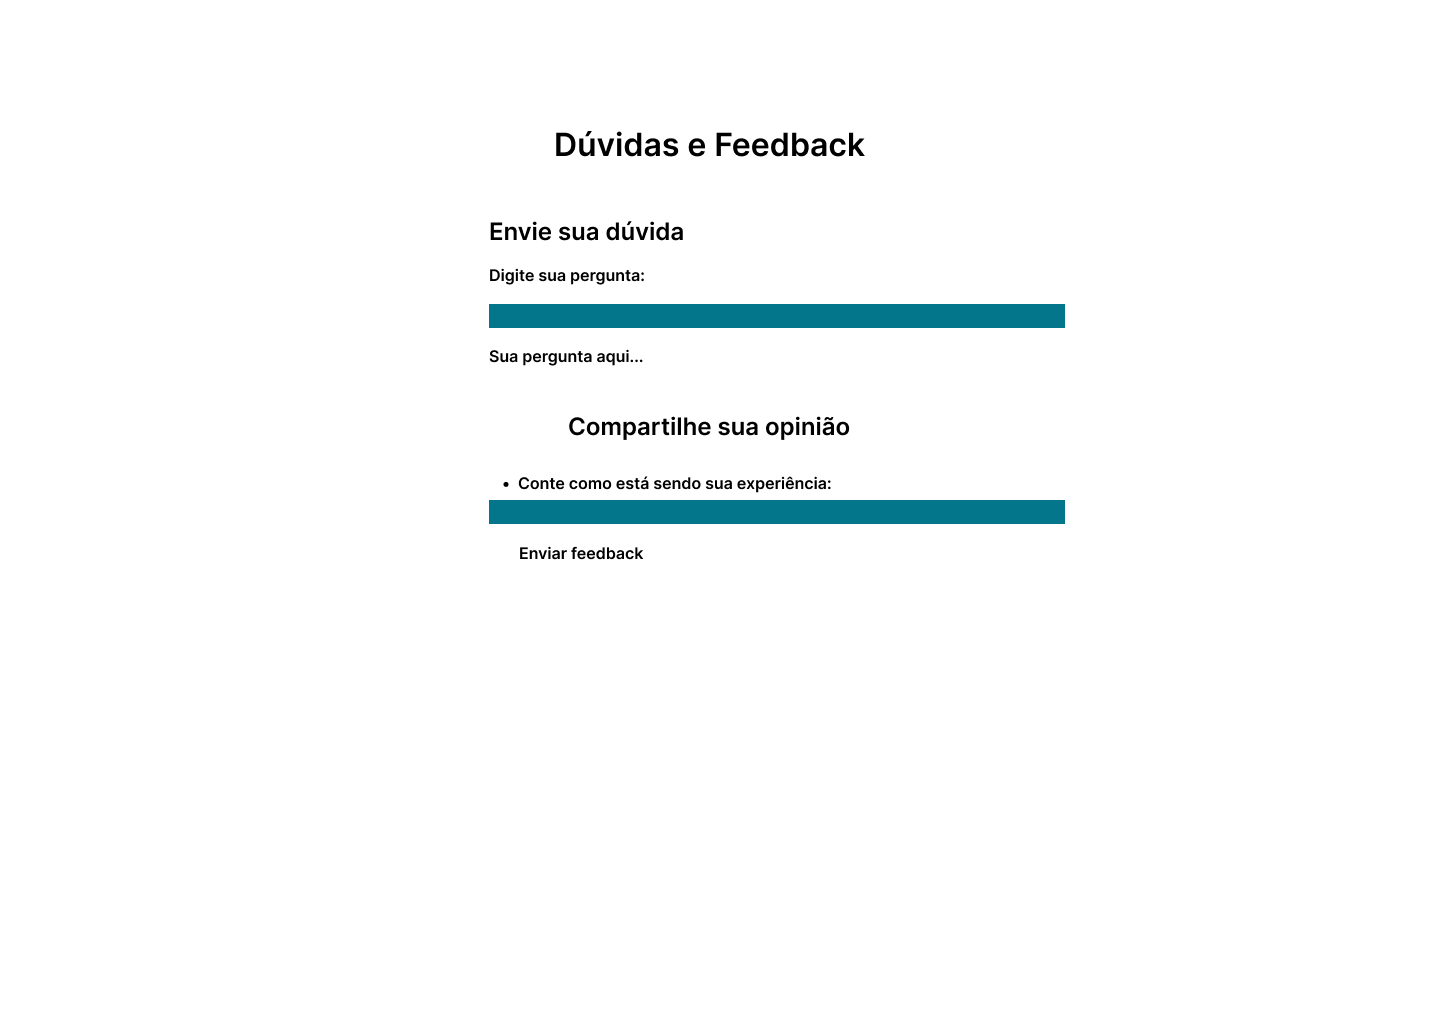 Dúvidas e Feedback
Envie sua dúvida
Digite sua pergunta:
Sua pergunta aqui...
Compartilhe sua opinião
• Conte como está sendo sua experiência:
Enviar feedback